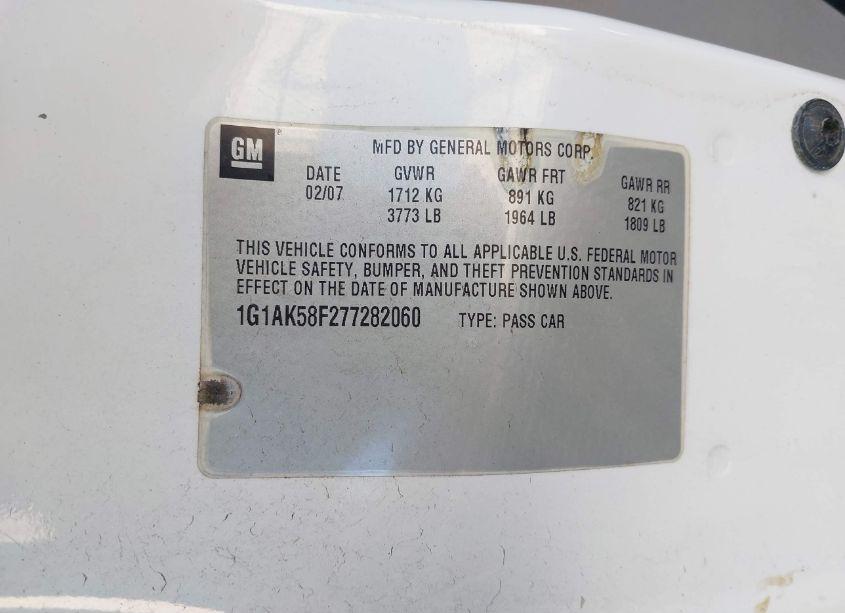 GM
MFD BY GENERAL MOTORS CORP.
DATE GVWR GAWR FRT GAWR RR
02/07 1712 KG 891 KG 821 KG
3773 LB 1964 LB 1809 LB
THIS VEHICLE CONFORMS TO ALL APPLICABLE U.S. FEDERAL MOTOR
VEHICLE SAFETY, BUMPER, AND THEFT PREVENTION STANDARDS IN
EFFECT ON THE DATE OF MANUFACTURE SHOWN ABOVE.
1G1AK58F277282060 TYPE: PASS CAR